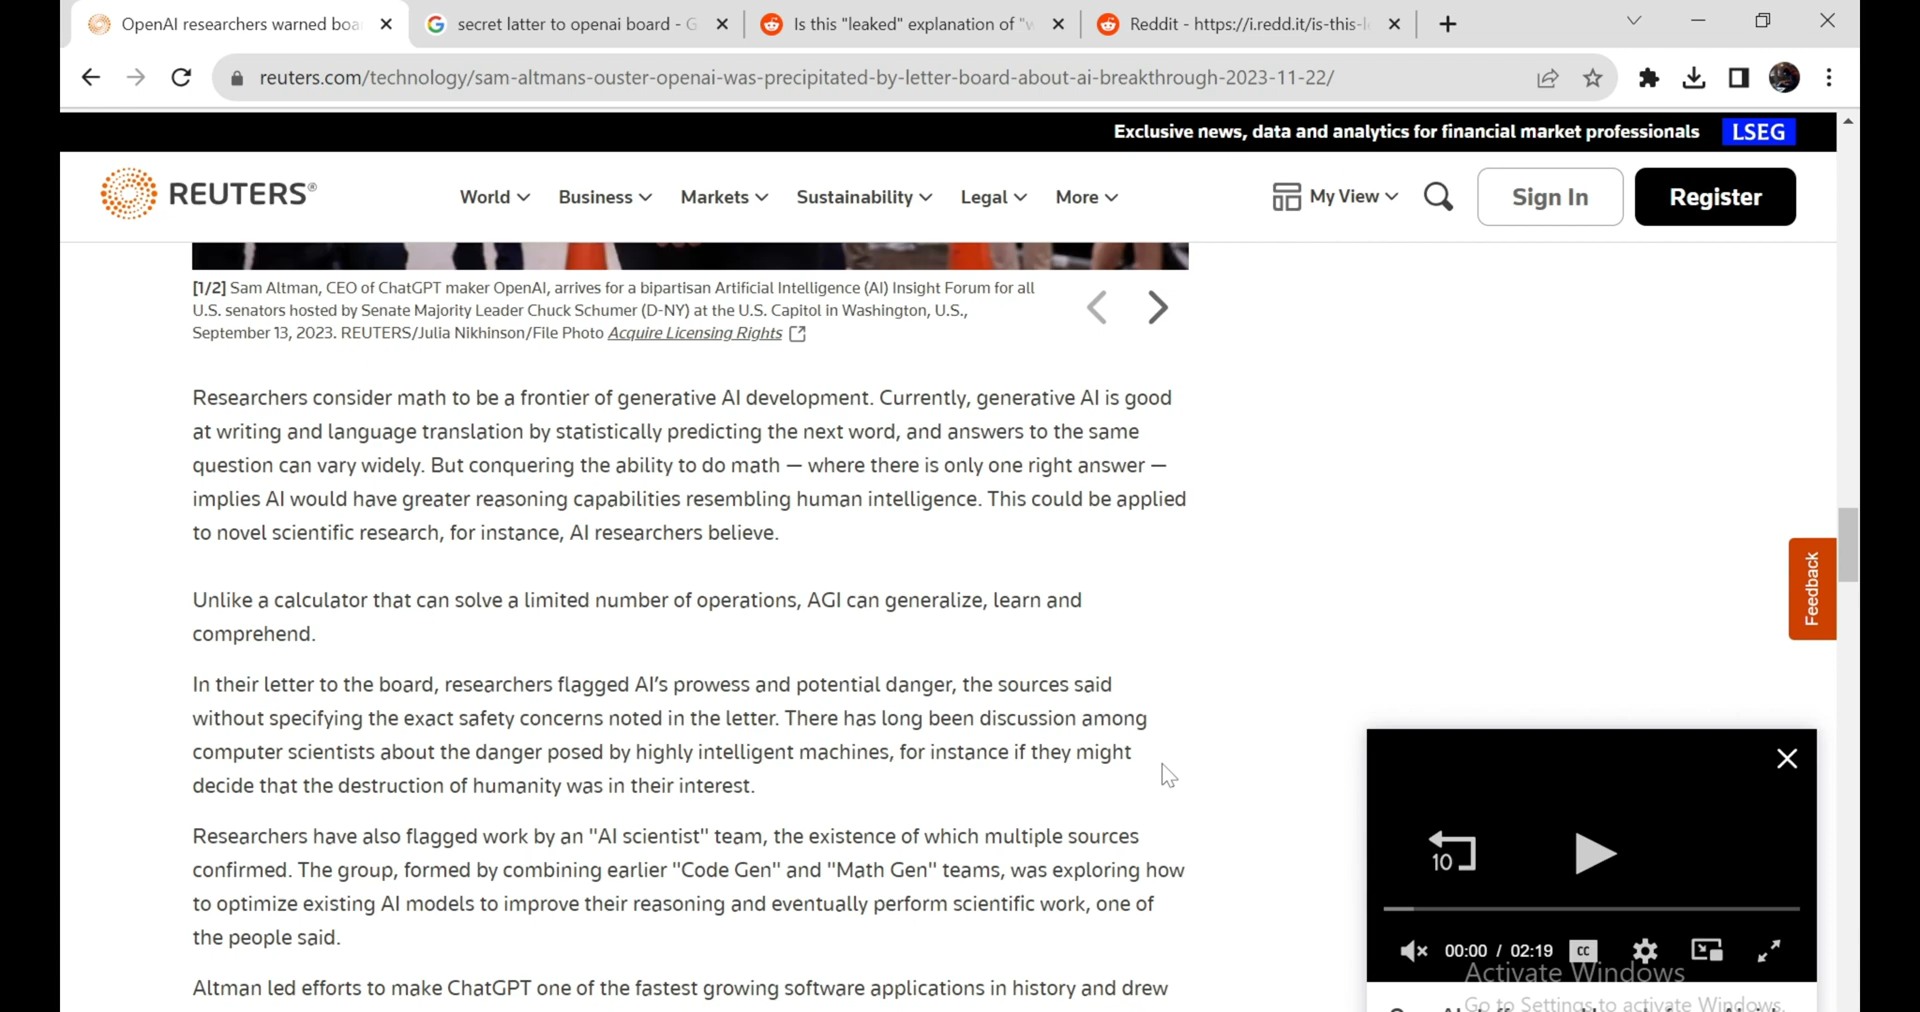 OpenAI researchers warned boa
secret latter to openai board - G
Is this "leaked" explanation of "w
Reddit - https://i.redd.it/is-this-l
reuters.com/technology/sam-altmans-ouster-openai-was-precipitated-by-letter-board-about-ai-breakthrough-2023-11-22/
Exclusive news, data and analytics for financial market professionals LSEG
REUTERS®
World Business Markets Sustainability Legal More
My View Sign In Register
[1/2] Sam Altman, CEO of ChatGPT maker OpenAI, arrives for a bipartisan Artificial Intelligence (AI) Insight Forum for all
U.S. senators hosted by Senate Majority Leader Chuck Schumer (D-NY) at the U.S. Capitol in Washington, U.S.,
September 13, 2023. REUTERS/Julia Nikhinson/File Photo Acquire Licensing Rights
Researchers consider math to be a frontier of generative AI development. Currently, generative AI is good
at writing and language translation by statistically predicting the next word, and answers to the same
question can vary widely. But conquering the ability to do math — where there is only one right answer —
implies AI would have greater reasoning capabilities resembling human intelligence. This could be applied
to novel scientific research, for instance, AI researchers believe.
Unlike a calculator that can solve a limited number of operations, AGI can generalize, learn and
comprehend.
In their letter to the board, researchers flagged AI's prowess and potential danger, the sources said
without specifying the exact safety concerns noted in the letter. There has long been discussion among
computer scientists about the danger posed by highly intelligent machines, for instance if they might
decide that the destruction of humanity was in their interest.
Researchers have also flagged work by an "AI scientist" team, the existence of which multiple sources
confirmed. The group, formed by combining earlier "Code Gen" and "Math Gen" teams, was exploring how
to optimize existing AI models to improve their reasoning and eventually perform scientific work, one of
the people said.
Altman led efforts to make ChatGPT one of the fastest growing software applications in history and drew
Feedback
10
00:00 / 02:19 CC
Activate Windows
Go to Settings to activate Windows.